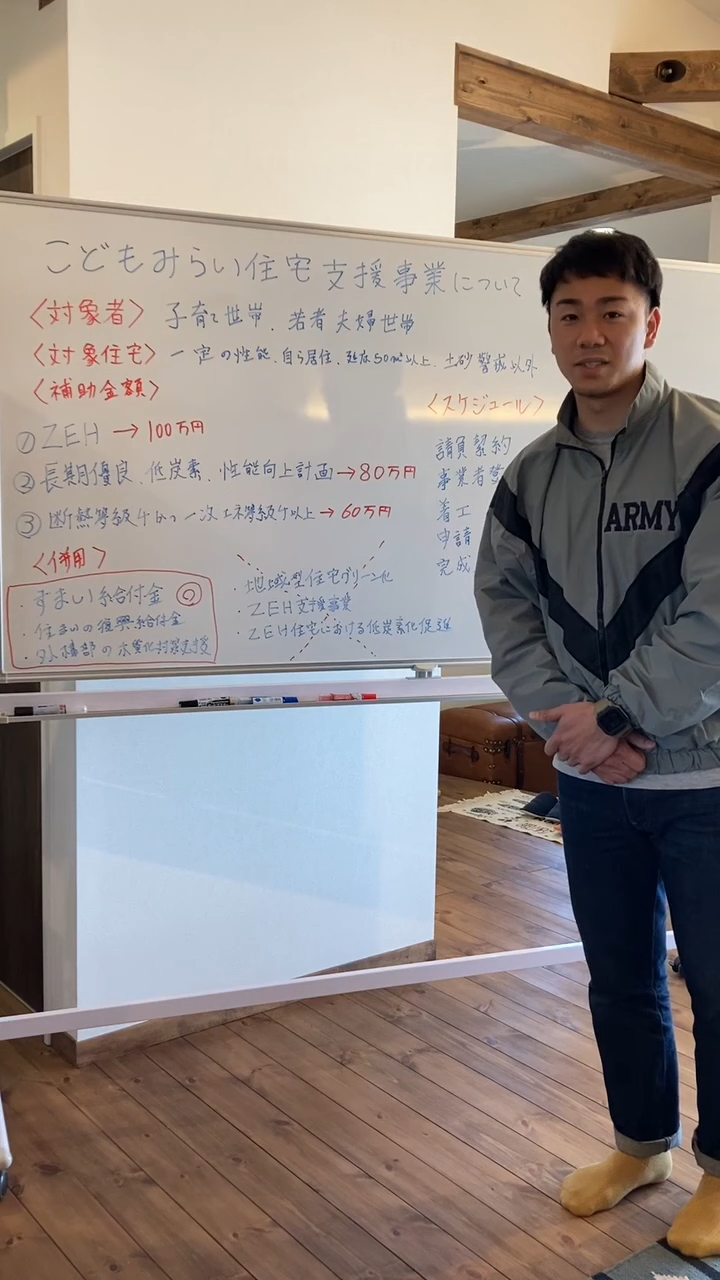 こどもみらい住宅支援事業について
〈対象者〉 子育て世帯、若者夫婦世帯
〈対象住宅〉 一定の性能、自ら居住、延床50㎡以上、土砂警戒以外
〈補助金額〉
① ZEH → 100万円
② 長期優良、低炭素、性能向上計画 → 80万円
③ 断熱等級4かつ一次エネ等級4以上 → 60万円
〈併用〉
・すまい給付金 ◎
・住まいの復興給付金
・外構部の木質化対策支援
・地域型住宅グリーン化
・ZEH支援事業
・ZEH住宅における低炭素化促進
〈スケジュール〉
請負契約
事業者登
着工
申請
完成
ARMY